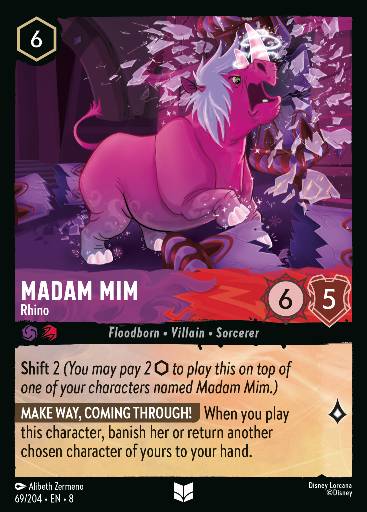 6
MADAM MIM
Rhino
6
5
Floodborn • Villain • Sorcerer
Shift 2 (You may pay 2 ⬡ to play this on top of
one of your characters named Madam Mim.)
MAKE WAY, COMING THROUGH! When you play
this character, banish her or return another
chosen character of yours to your hand.
Alibeth Zermeno
69/204 • EN • 8
Disney Lorcana
©Disney